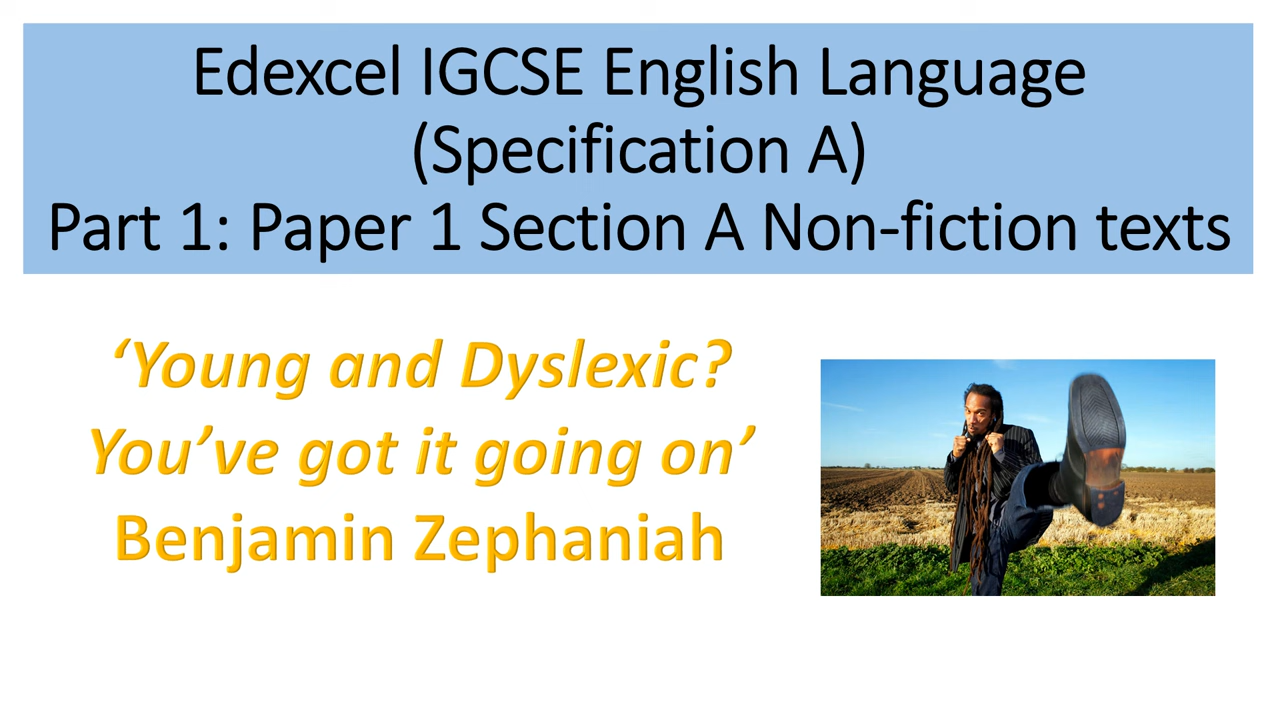 Edexcel IGCSE English Language
(Specification A)
Part 1: Paper 1 Section A Non-fiction texts
‘Young and Dyslexic?
You’ve got it going on’
Benjamin Zephaniah